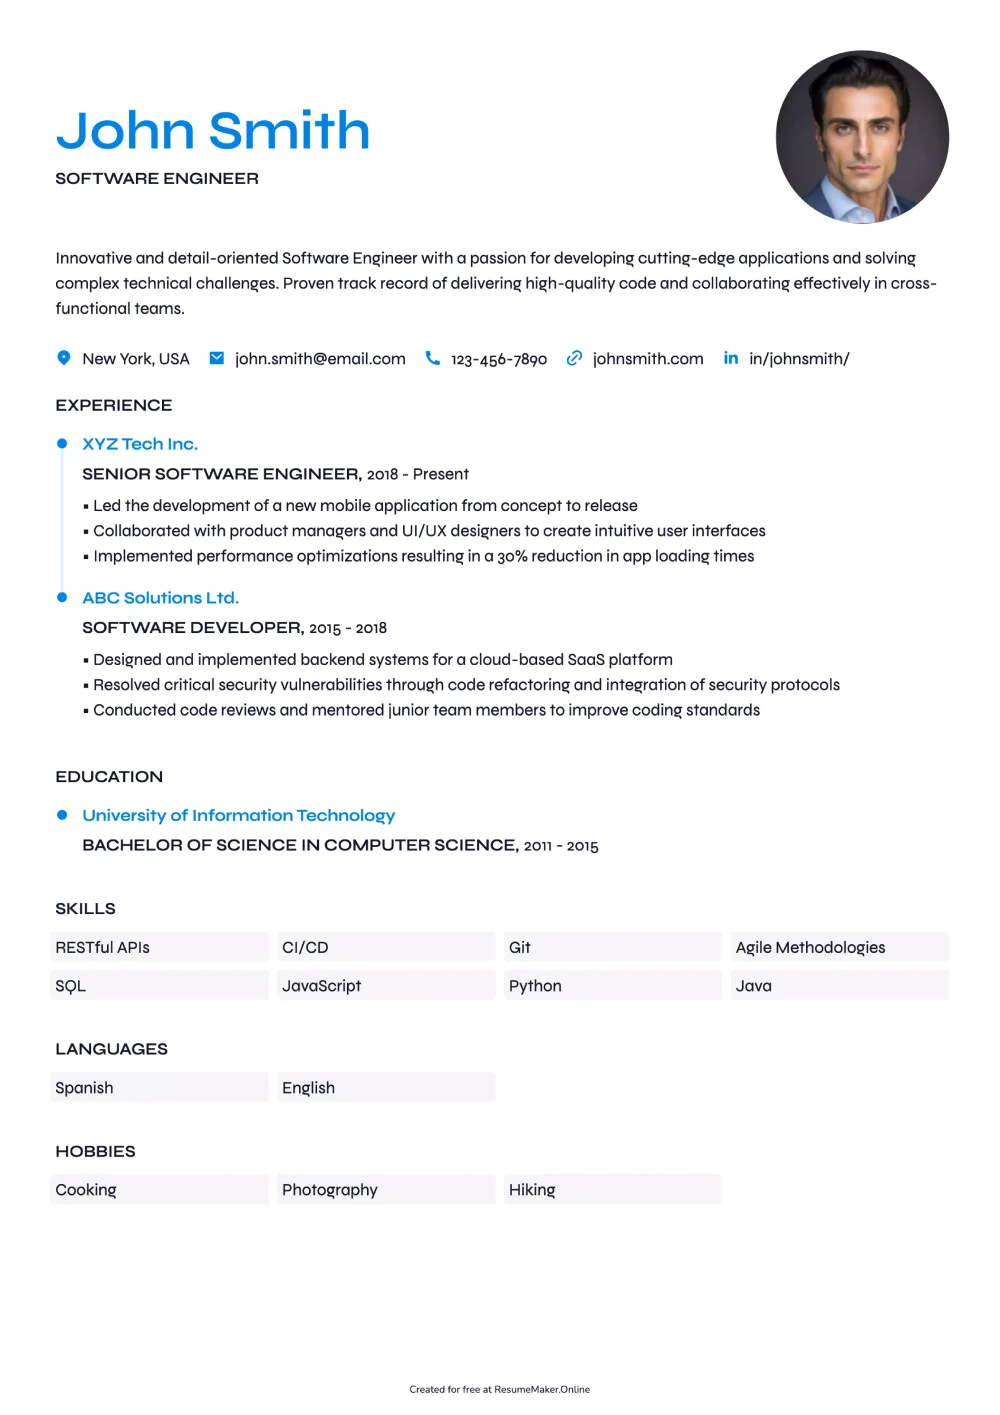 John Smith
SOFTWARE ENGINEER
Innovative and detail-oriented Software Engineer with a passion for developing cutting-edge applications and solving
complex technical challenges. Proven track record of delivering high-quality code and collaborating effectively in cross-
functional teams.
New York, USA john.smith@email.com 123-456-7890 johnsmith.com in in/johnsmith/
EXPERIENCE
XYZ Tech Inc.
SENIOR SOFTWARE ENGINEER, 2018 - Present
▪ Led the development of a new mobile application from concept to release
▪ Collaborated with product managers and UI/UX designers to create intuitive user interfaces
▪ Implemented performance optimizations resulting in a 30% reduction in app loading times
ABC Solutions Ltd.
SOFTWARE DEVELOPER, 2015 - 2018
▪ Designed and implemented backend systems for a cloud-based SaaS platform
▪ Resolved critical security vulnerabilities through code refactoring and integration of security protocols
▪ Conducted code reviews and mentored junior team members to improve coding standards
EDUCATION
University of Information Technology
BACHELOR OF SCIENCE IN COMPUTER SCIENCE, 2011 - 2015
SKILLS
RESTful APIs CI/CD Git Agile Methodologies
SQL JavaScript Python Java
LANGUAGES
Spanish English
HOBBIES
Cooking Photography Hiking
Created for free at ResumeMaker.Online